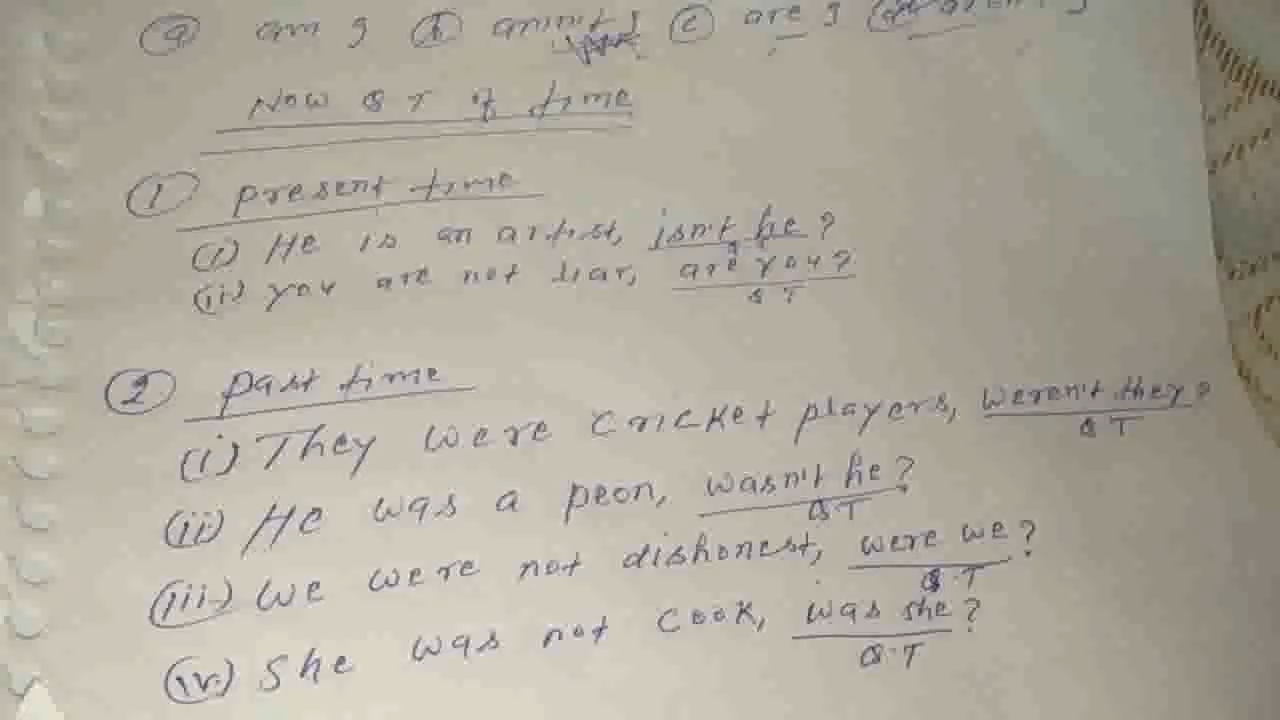 (a) am I (b) amn't I (c) are I (d) aren't I
Now Q T of time
(1) present time
(i) He is an artist, isn't he?
(ii) you are not liar, are you?
Q T
(2) past time
(i) They were cricket players, weren't they?
Q T
(ii) He was a peon, wasn't he?
Q T
(iii) we were not dishonest, were we?
Q.T
(iv) She was not cook, was she?
Q.T